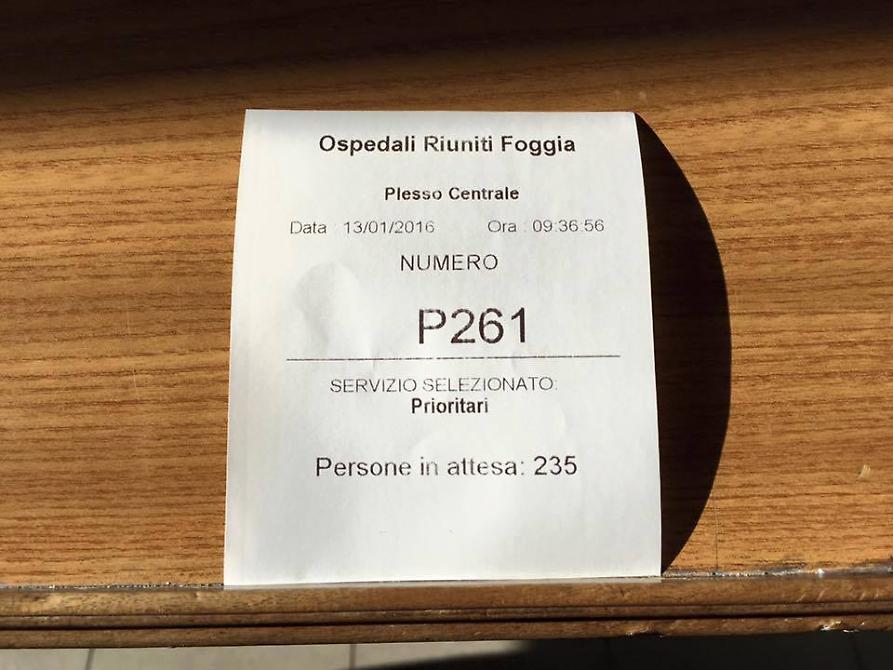 Ospedali Riuniti Foggia
Plesso Centrale
Data : 13/01/2016 Ora : 09:36:56
NUMERO
P261
SERVIZIO SELEZIONATO:
Prioritari
Persone in attesa: 235